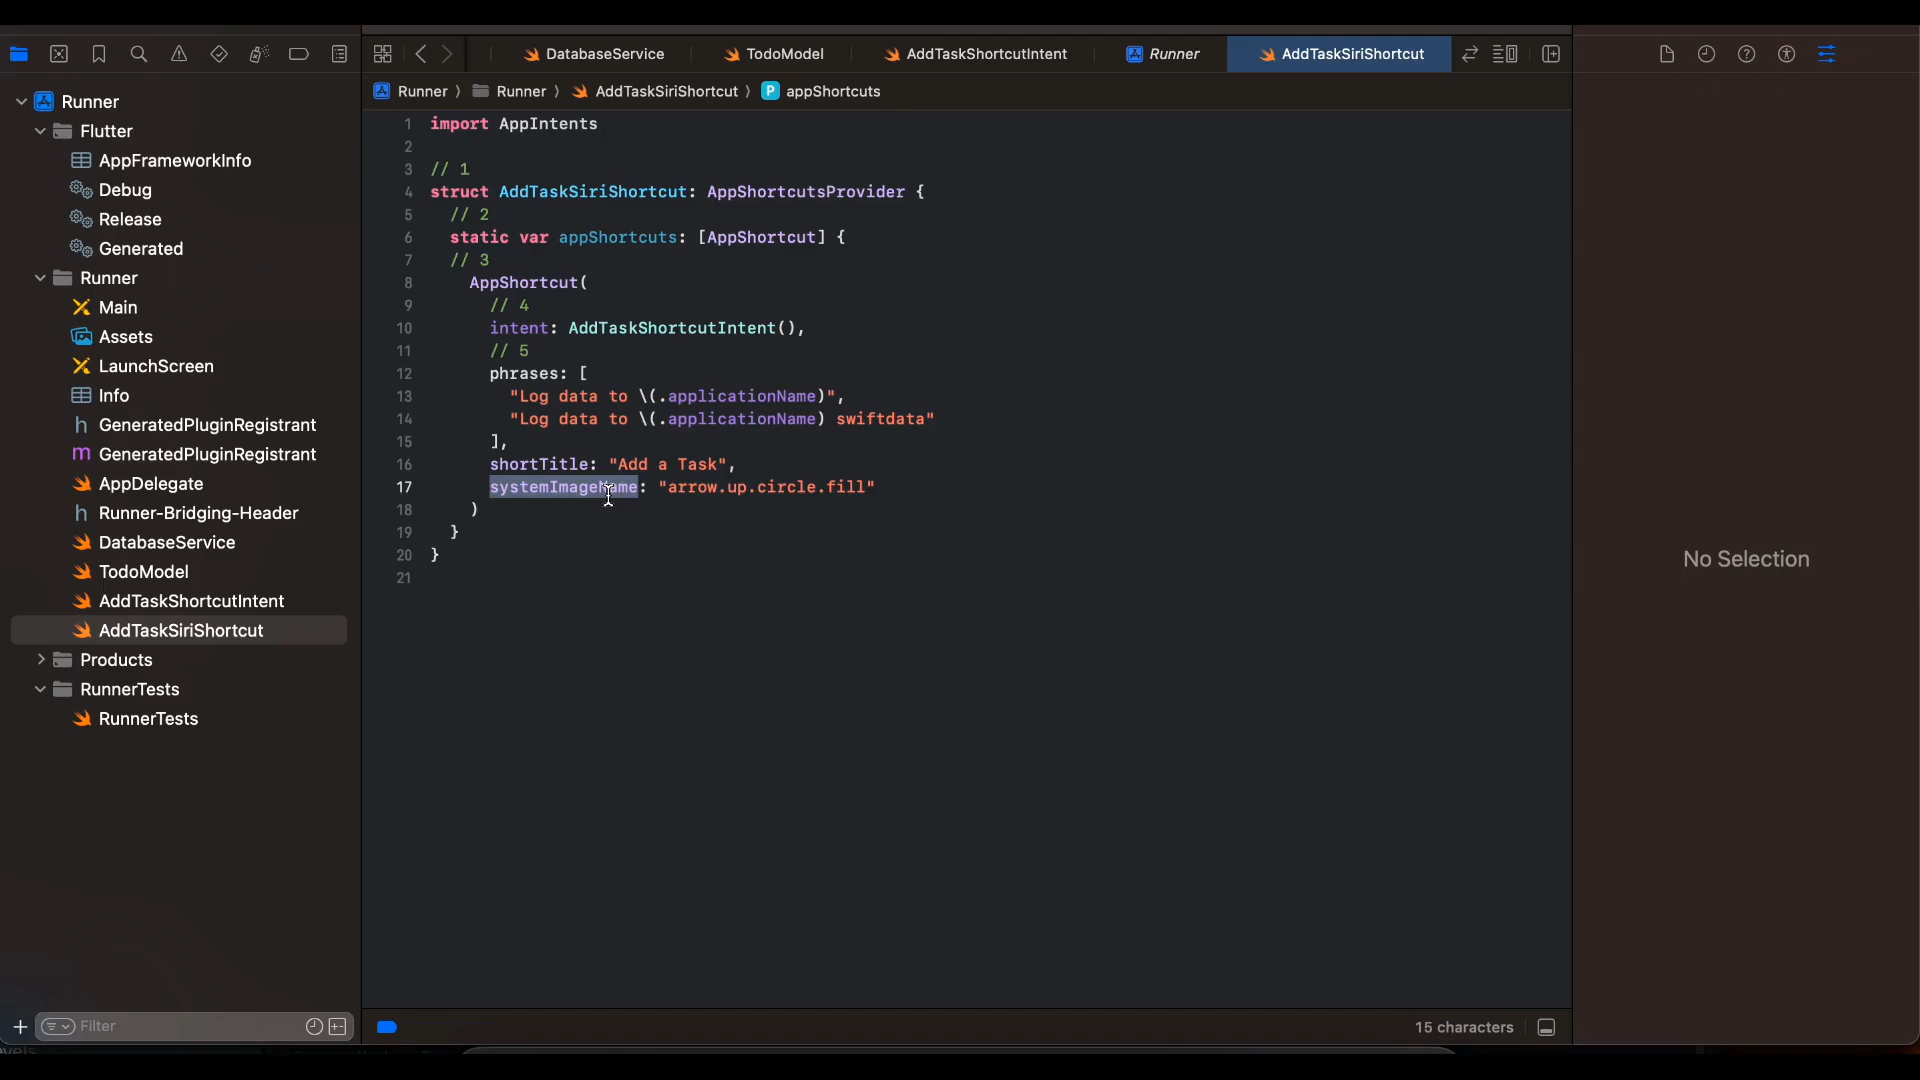 DatabaseService
TodoModel
AddTaskShortcutIntent
Runner
AddTaskSiriShortcut
Runner
Runner
AddTaskSiriShortcut
P appShortcuts
Runner
Flutter
AppFrameworkInfo
Debug
Release
Generated
Runner
Main
Assets
LaunchScreen
Info
h GeneratedPluginRegistrant
m GeneratedPluginRegistrant
AppDelegate
h Runner-Bridging-Header
DatabaseService
TodoModel
AddTaskShortcutIntent
AddTaskSiriShortcut
Products
RunnerTests
RunnerTests
Filter
1 import AppIntents
2
3 // 1
4 struct AddTaskSiriShortcut: AppShortcutsProvider {
5 // 2
6 static var appShortcuts: [AppShortcut] {
7 // 3
8 AppShortcut(
9 // 4
10 intent: AddTaskShortcutIntent(),
11 // 5
12 phrases: [
13 "Log data to \(.applicationName)",
14 "Log data to \(.applicationName) swiftdata"
15 ],
16 shortTitle: "Add a Task",
17 systemImageName: "arrow.up.circle.fill"
18 )
19 }
20 }
21
15 characters
No Selection